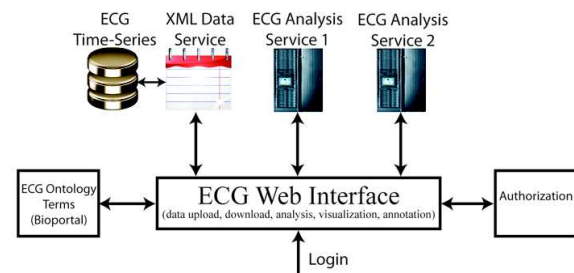 ECG
Time-Series
XML Data
Service
ECG Analysis
Service 1
ECG Analysis
Service 2
ECG Ontology
Terms
(Bioportal)
ECG Web Interface
(data upload, download, analysis, visualization, annotation)
Authorization
Login